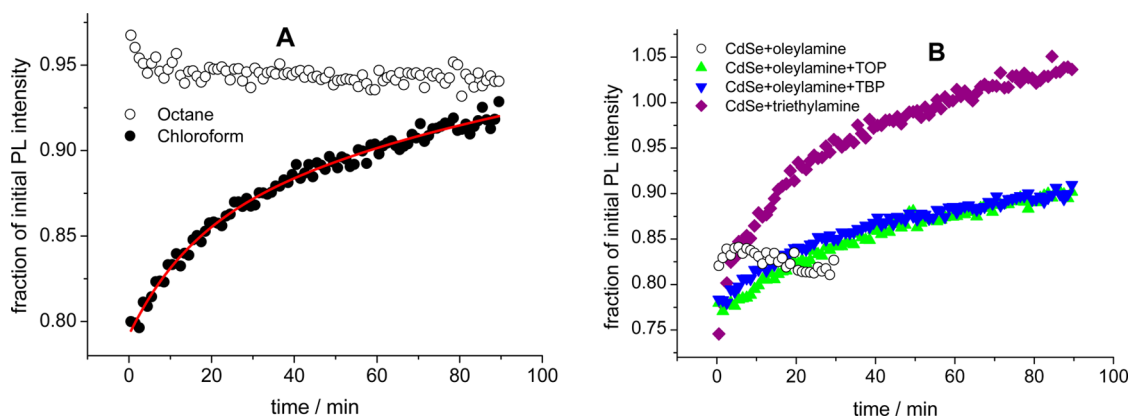 A
0.95
0.90
0.85
0.80
fraction of initial PL intensity
Octane
Chloroform
0 20 40 60 80 100
time / min
B
CdSe+oleylamine
CdSe+oleylamine+TOP
CdSe+oleylamine+TBP
CdSe+triethylamine
1.05
1.00
0.95
0.90
0.85
0.80
0.75
fraction of initial PL intensity
0 20 40 60 80 100
time / min